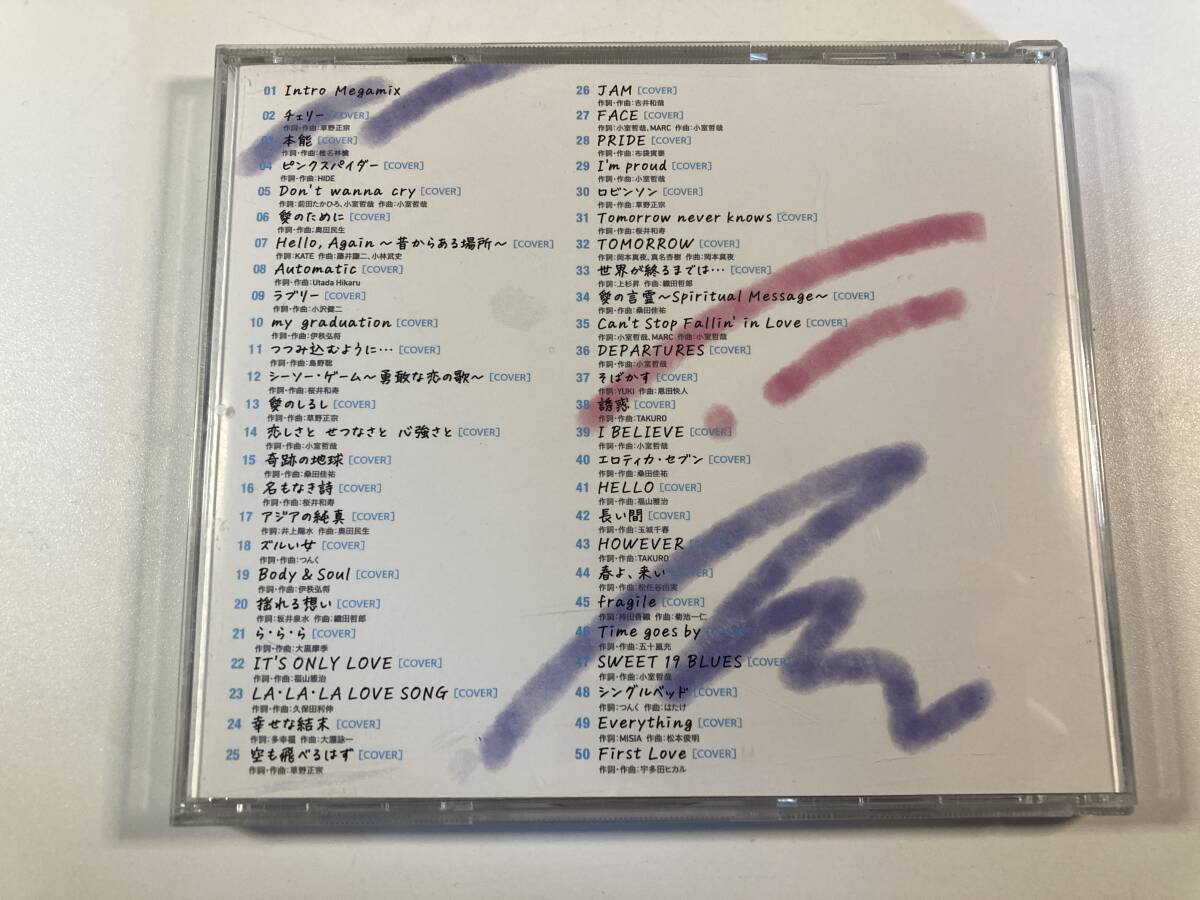 01 Intro Megamix
02 チェリー [COVER]
作詞・作曲:草野正宗
03 本能 [COVER]
作詞・作曲:椎名林檎
04 ピンクスパイダー [COVER]
作詞・作曲:HIDE
05 Don't wanna cry [COVER]
作詞:前田たかひろ、小室哲哉 作曲:小室哲哉
06 愛のために [COVER]
作詞・作曲:奥田民生
07 Hello, Again～昔からある場所～ [COVER]
作詞:KATE 作曲:藤井謙二、小林武史
08 Automatic [COVER]
作詞・作曲:Utada Hikaru
09 ラブリー [COVER]
作詞・作曲:小沢健二
10 my graduation [COVER]
作詞・作曲:伊秩弘将
11 つつみ込むように… [COVER]
作詞・作曲:島野聡
12 シーソー・ゲーム～勇敢な恋の歌～ [COVER]
作詞・作曲:桜井和寿
13 愛のしるし [COVER]
作詞・作曲:草野正宗
14 恋しさと せつなさと 心強さと [COVER]
作詞・作曲:小室哲哉
15 奇跡の地球 [COVER]
作詞・作曲:桑田佳祐
16 名もなき詩 [COVER]
作詞・作曲:桜井和寿
17 アジアの純真 [COVER]
作詞:井上陽水 作曲:奥田民生
18 ズルい女 [COVER]
作詞・作曲:つんく
19 Body & Soul [COVER]
作詞・作曲:伊秩弘将
20 揺れる想い [COVER]
作詞:坂井泉水 作曲:織田哲郎
21 ら・ら・ら [COVER]
作詞・作曲:大黒摩季
22 IT'S ONLY LOVE [COVER]
作詞・作曲:福山雅治
23 LA・LA・LA LOVE SONG [COVER]
作詞・作曲:久保田利伸
24 幸せな結末 [COVER]
作詞:多幸福 作曲:大瀧詠一
25 空も飛べるはず [COVER]
作詞・作曲:草野正宗
26 JAM [COVER]
作詞・作曲:吉井和哉
27 FACE [COVER]
作詞:小室哲哉、MARC 作曲:小室哲哉
28 PRIDE [COVER]
作詞・作曲:布袋寅泰
29 I'm proud [COVER]
作詞・作曲:小室哲哉
30 ロビンソン [COVER]
作詞・作曲:草野正宗
31 Tomorrow never knows [COVER]
作詞・作曲:桜井和寿
32 TOMORROW [COVER]
作詞:岡本真夜、真名杏樹 作曲:岡本真夜
33 世界が終るまでは… [COVER]
作詞:上杉昇 作曲:織田哲郎
34 愛の言霊～Spiritual Message～ [COVER]
作詞・作曲:桑田佳祐
35 Can't Stop Fallin' in Love [COVER]
作詞:小室哲哉、MARC 作曲:小室哲哉
36 DEPARTURES [COVER]
作詞・作曲:小室哲哉
37 そばかす [COVER]
作詞:YUKI 作曲:恩田快人
38 誘惑 [COVER]
作詞・作曲:TAKURO
39 I BELIEVE [COVER]
作詞・作曲:小室哲哉
40 エロティカ・セブン [COVER]
作詞・作曲:桑田佳祐
41 HELLO [COVER]
作詞・作曲:福山雅治
42 長い間 [COVER]
作詞・作曲:玉城千春
43 HOWEVER [COVER]
作詞・作曲:TAKURO
44 春よ、来い [COVER]
作詞・作曲:松任谷由実
45 fragile [COVER]
作詞:持田香織 作曲:菊池一仁
46 Time goes by [COVER]
作詞・作曲:五十嵐充
47 SWEET 19 BLUES [COVER]
作詞・作曲:小室哲哉
48 シングルベッド [COVER]
作詞:つんく 作曲:はたけ
49 Everything [COVER]
作詞:MISIA 作曲:松本俊明
50 First Love [COVER]
作詞・作曲:宇多田ヒカル